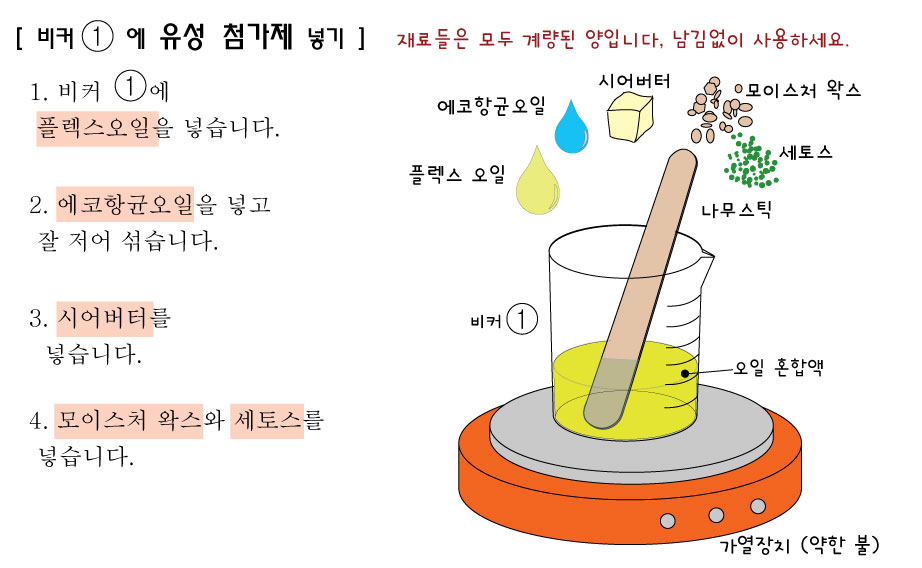 [ 비커 ① 에 유성 첨가제 넣기 ]
재료들은 모두 계량된 양입니다, 남김없이 사용하세요.
1. 비커 ①에
플렉스오일을 넣습니다.
2. 에코항균오일을 넣고
잘 저어 섞습니다.
3. 시어버터를
넣습니다.
4. 모이스처 왁스와 세토스를
넣습니다.
시어버터
모이스처 왁스
에코항균오일
세토스
플렉스 오일
나무스틱
비커 ①
오일 혼합액
가열장치 (약한 불)